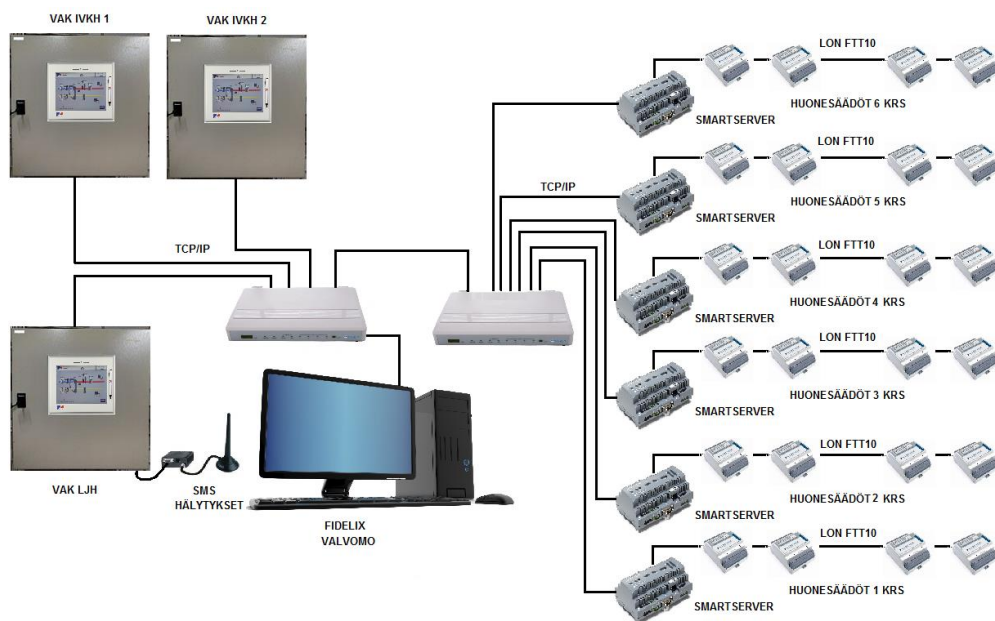 VAK IVKH 1
VAK IVKH 2
TCP/IP
VAK LJH
SMS
HÄLYTYKSET
FIDELIX
VALVOMO
TCP/IP
LON FTT10
HUONESÄÄDÖT 6 KRS
SMARTSERVER
LON FTT10
HUONESÄÄDÖT 5 KRS
SMARTSERVER
LON FTT10
HUONESÄÄDÖT 4 KRS
SMARTSERVER
LON FTT10
HUONESÄÄDÖT 3 KRS
SMARTSERVER
LON FTT10
HUONESÄÄDÖT 2 KRS
SMARTSERVER
LON FTT10
HUONESÄÄDÖT 1 KRS
SMARTSERVER